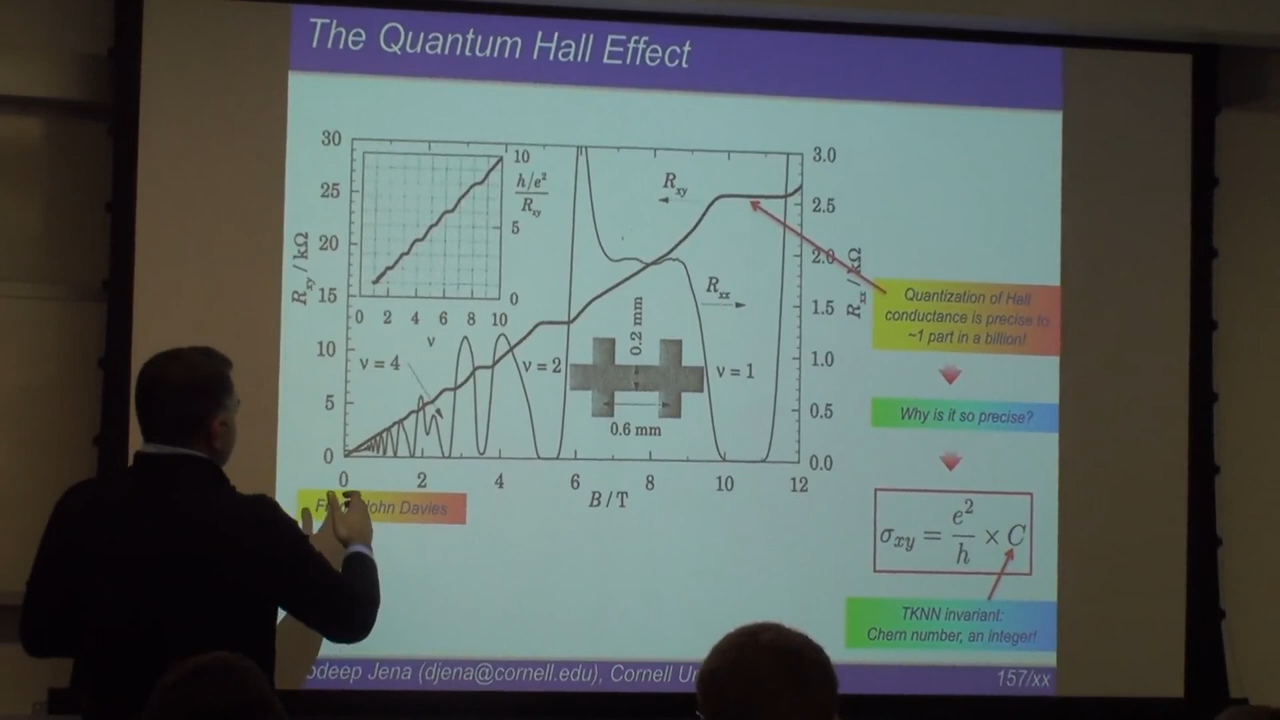 The Quantum Hall Effect
30
25
20
15
10
5
0
R_xy / kΩ
10
5
0
h/e²
R_xy
0 2 4 6 8 10
ν
ν = 4
ν = 2
ν = 1
R_xy
R_xx
0.2 mm
0.6 mm
3.0
2.5
2.0
1.5
1.0
0.5
0.0
R_xx / kΩ
0 2 4 6 8 10 12
B / T
John Davies
Quantization of Hall
conductance is precise to
~1 part in a billion!
Why is it so precise?
σ_xy = e²/h × C
TKNN invariant:
Chern number, an integer!
Jena (djena@cornell.edu), Cornell
157/xx